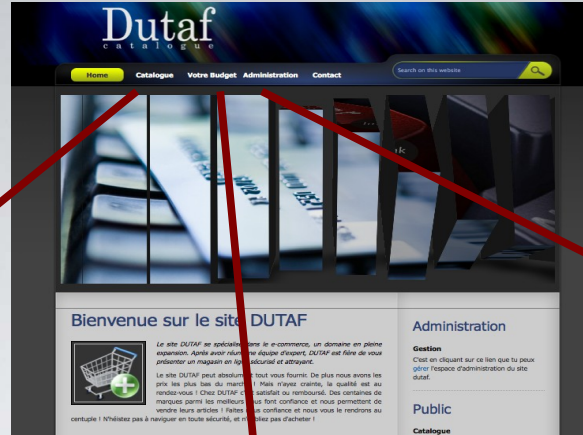 Dutaf
catalogue
Home Catalogue Votre Budget Administration Contact
Search on this website
Bienvenue sur le site DUTAF
Le site DUTAF se spécialise dans le e-commerce, un domaine en pleine
expansion. Après avoir réuni une équipe d'expert, DUTAF est fière de vous
présenter un magasin en ligne sécurisé et attrayant.
Le site DUTAF peut absolument tout vous fournir. De plus nous avons les
prix les plus bas du marché ! Mais n'ayez crainte, la qualité est au
rendez-vous ! Chez DUTAF c'est satisfait ou remboursé. Des centaines de
marques parmi les meilleurs nous font confiance et nous permettent de
vendre leurs articles ! Faites nous confiance et nous vous le rendrons au
centuple ! N'hésitez pas à naviguer en toute sécurité, et n'oubliez pas d'acheter !
Administration
Gestion
C'est en cliquant sur ce lien que tu peux
gérer l'espace d'administration du site
dutaf.
Public
Catalogue